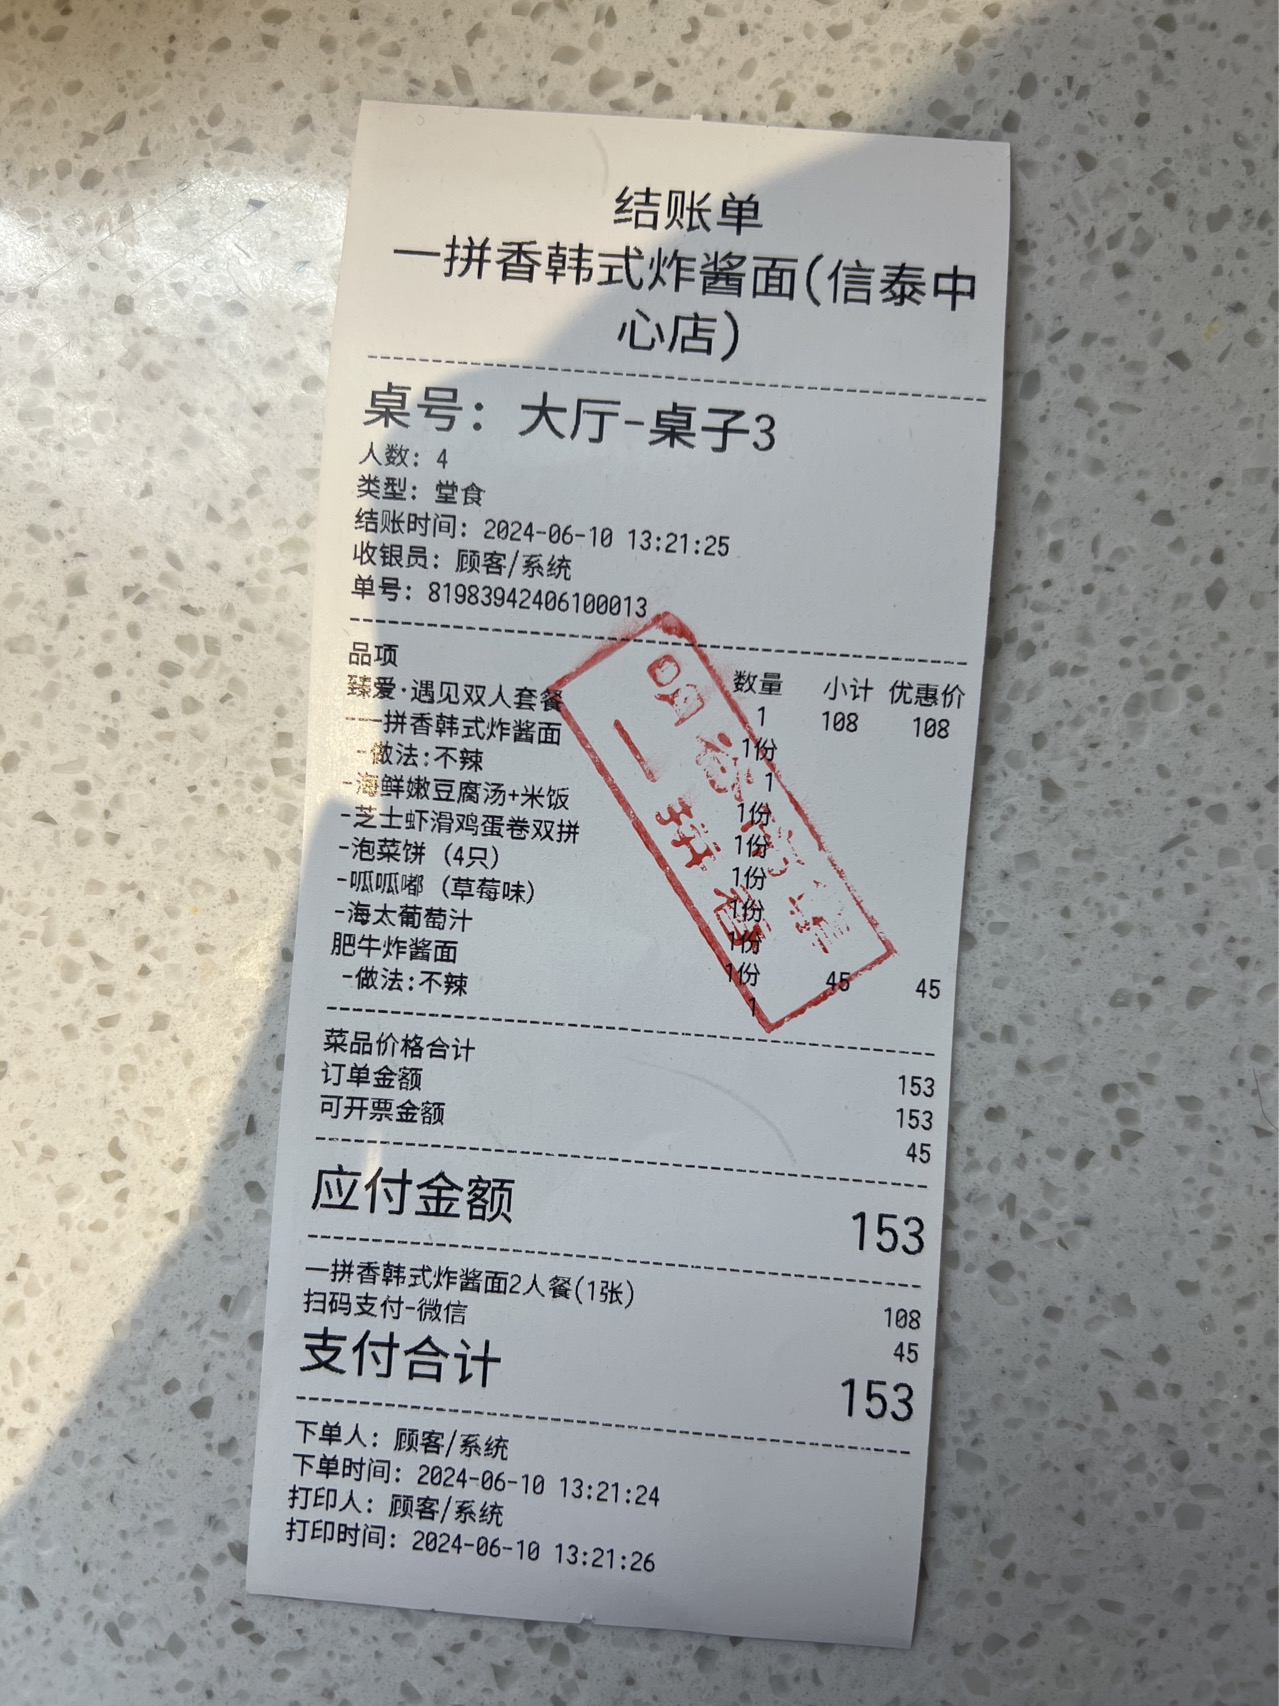 结账单
一拼香韩式炸酱面(信泰中
心店)
桌号: 大厅-桌子3
人数: 4
类型: 堂食
结账时间: 2024-06-10 13:21:25
收银员: 顾客/系统
单号: 81983942406100013
品项 数量 小计 优惠价
臻爱·遇见双人套餐 1 108 108
-一拼香韩式炸酱面 1份
-做法:不辣 1
-海鲜嫩豆腐汤+米饭 1份
-芝士虾滑鸡蛋卷双拼 1份
-泡菜饼 (4只) 1份
-呱呱嘟 (草莓味) 1份
-海太葡萄汁 1份
肥牛炸酱面 1份 45 45
-做法:不辣 1
一拼香
菜品价格合计 153
订单金额 153
可开票金额 45
应付金额 153
一拼香韩式炸酱面2人餐(1张) 108
扫码支付-微信 45
支付合计 153
下单人: 顾客/系统
下单时间: 2024-06-10 13:21:24
打印人: 顾客/系统
打印时间: 2024-06-10 13:21:26